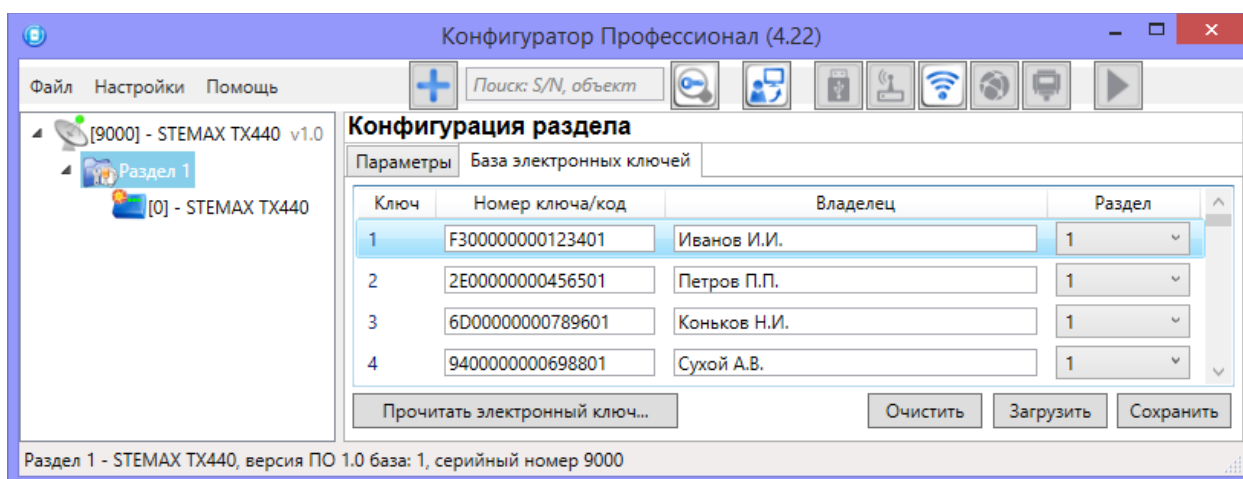 Конфигуратор Профессионал (4.22)
Файл Настройки Помощь Поиск: S/N, объект
[9000] - STEMAX TX440 v1.0
Раздел 1
[0] - STEMAX TX440
Конфигурация раздела
Параметры База электронных ключей
Ключ Номер ключа/код Владелец Раздел
1 F300000000123401 Иванов И.И. 1
2 2E00000000456501 Петров П.П. 1
3 6D00000000789601 Коньков Н.И. 1
4 9400000000698801 Сухой А.В. 1
Прочитать электронный ключ... Очистить Загрузить Сохранить
Раздел 1 - STEMAX TX440, версия ПО 1.0 база: 1, серийный номер 9000